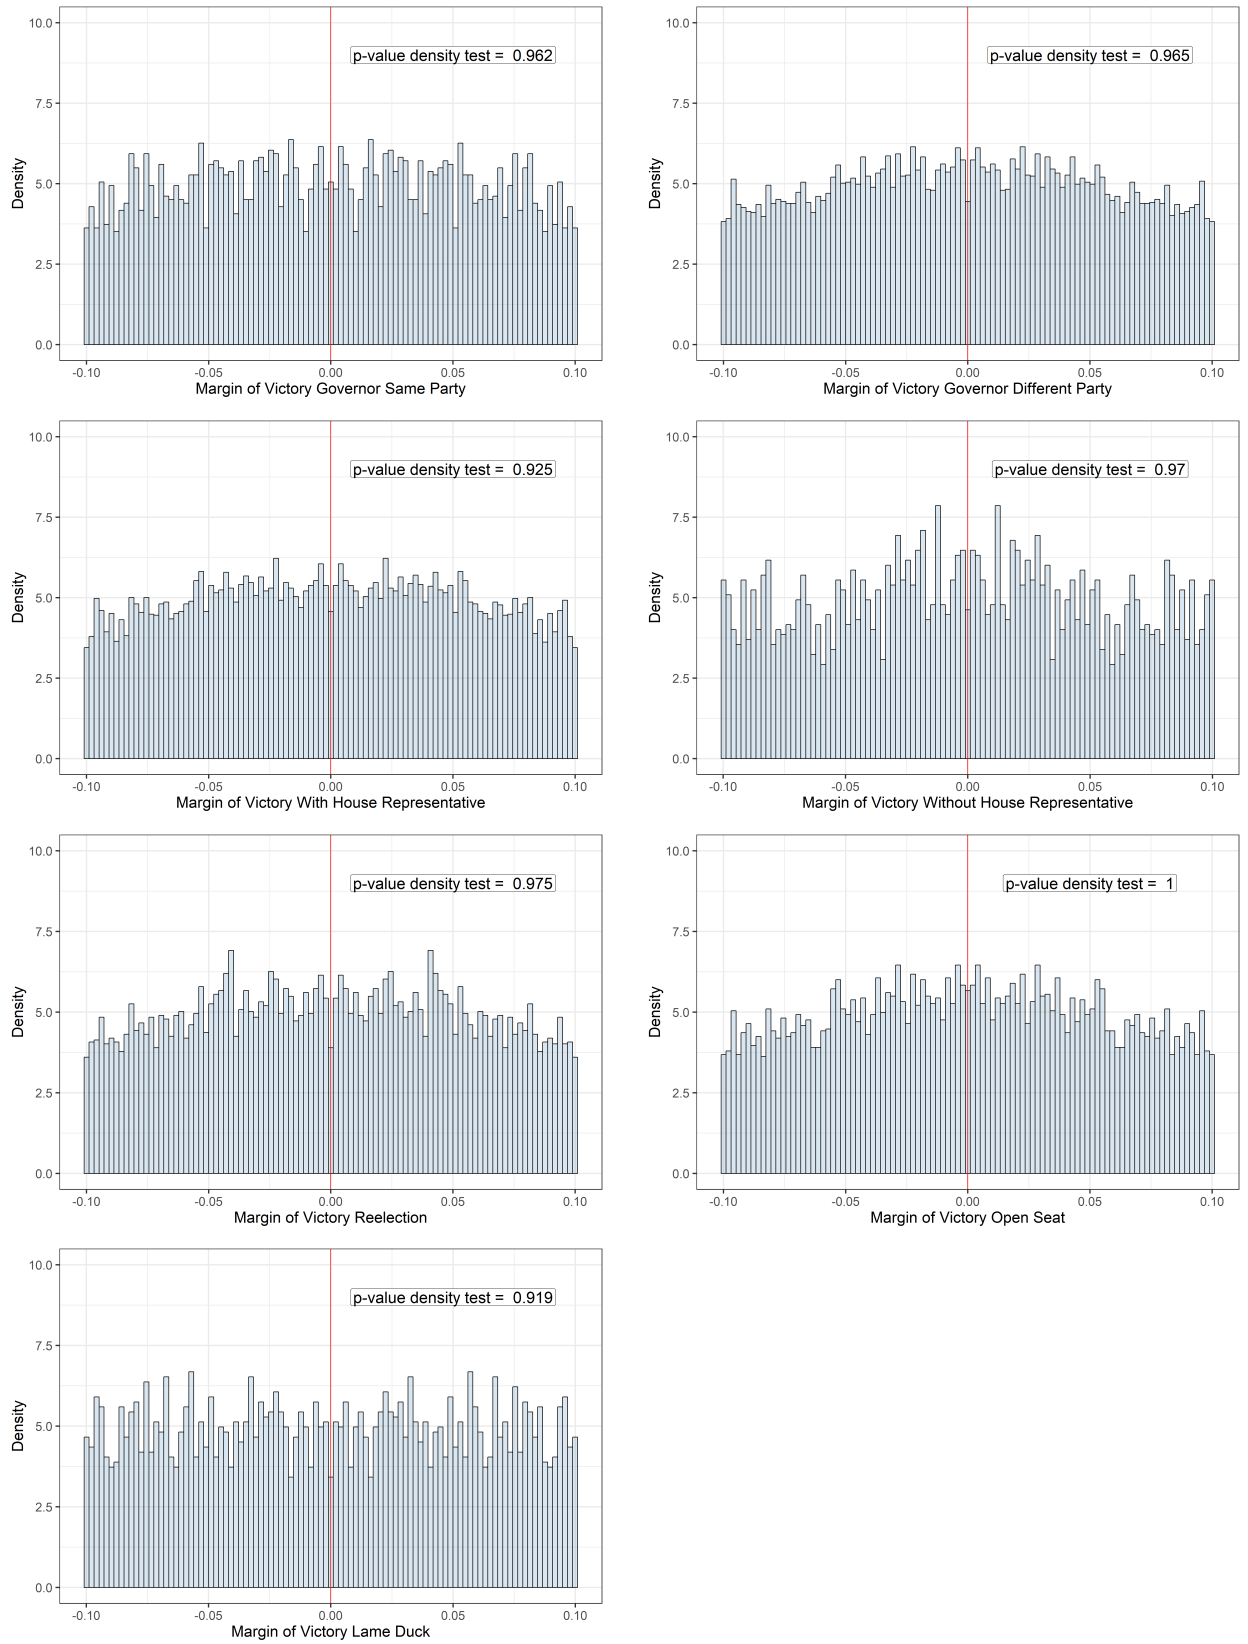 10.0
7.5
5.0
2.5
0.0
Density
p-value density test = 0.962
-0.10 -0.05 0.00 0.05 0.10
Margin of Victory Governor Same Party
10.0
7.5
5.0
2.5
0.0
Density
p-value density test = 0.965
-0.10 -0.05 0.00 0.05 0.10
Margin of Victory Governor Different Party
10.0
7.5
5.0
2.5
0.0
Density
p-value density test = 0.925
-0.10 -0.05 0.00 0.05 0.10
Margin of Victory With House Representative
10.0
7.5
5.0
2.5
0.0
Density
p-value density test = 0.97
-0.10 -0.05 0.00 0.05 0.10
Margin of Victory Without House Representative
10.0
7.5
5.0
2.5
0.0
Density
p-value density test = 0.975
-0.10 -0.05 0.00 0.05 0.10
Margin of Victory Reelection
10.0
7.5
5.0
2.5
0.0
Density
p-value density test = 1
-0.10 -0.05 0.00 0.05 0.10
Margin of Victory Open Seat
10.0
7.5
5.0
2.5
0.0
Density
p-value density test = 0.919
-0.10 -0.05 0.00 0.05 0.10
Margin of Victory Lame Duck